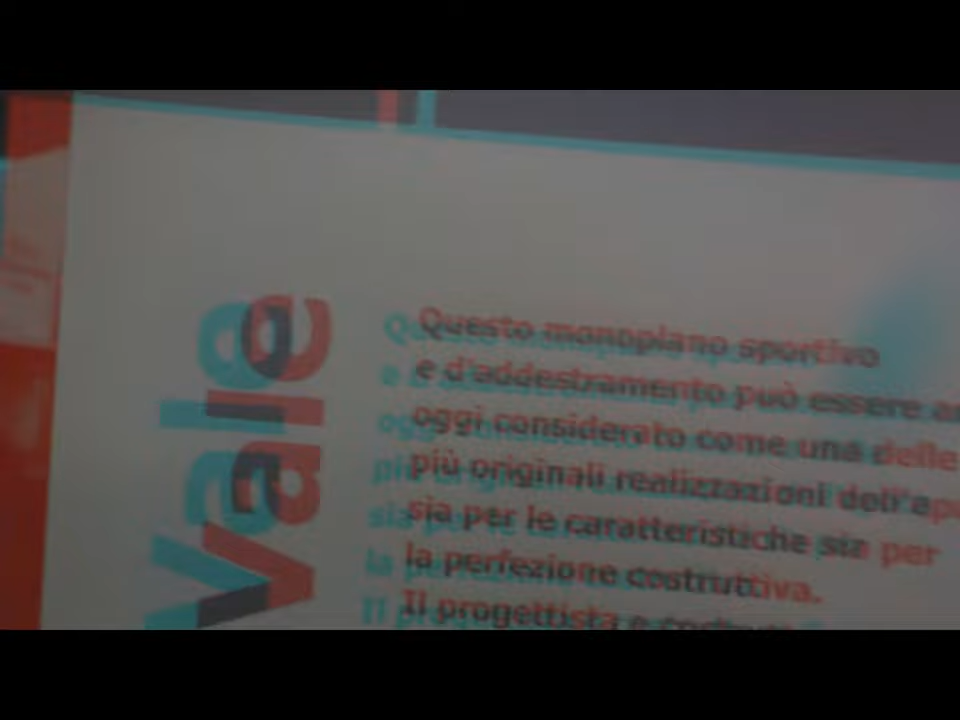 Vale
Questo monoplano sportivo
e d'addestramento può essere
oggi considerato come una delle
più originali realizzazioni dell'
sia per le caratteristiche sia per
la perfezione costruttiva.
Il progettista e